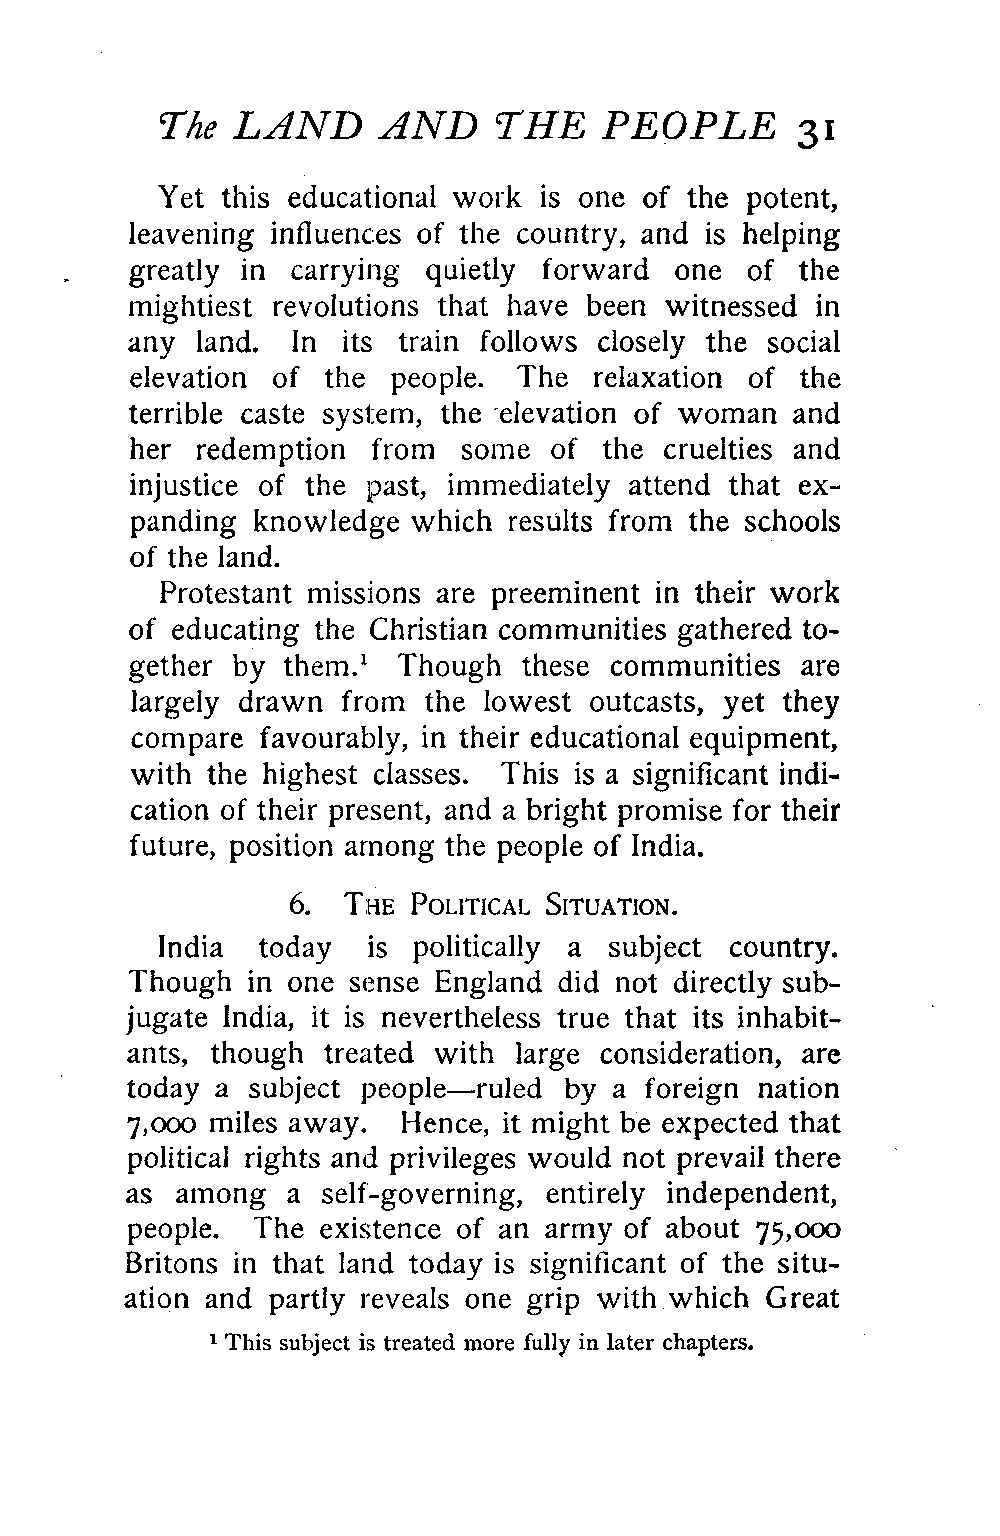 The LAND AND THE PEOPLE 31
Yet this educational work is one of the potent,
leavening influences of the country, and is helping
greatly in carrying quietly forward one of the
mightiest revolutions that have been witnessed in
any land. In its train follows closely the social
elevation of the people. The relaxation of the
terrible caste system, the elevation of woman and
her redemption from some of the cruelties and
injustice of the past, immediately attend that ex-
panding knowledge which results from the schools
of the land.
Protestant missions are preeminent in their work
of educating the Christian communities gathered to-
gether by them.¹ Though these communities are
largely drawn from the lowest outcasts, yet they
compare favourably, in their educational equipment,
with the highest classes. This is a significant indi-
cation of their present, and a bright promise for their
future, position among the people of India.
6. THE POLITICAL SITUATION.
India today is politically a subject country.
Though in one sense England did not directly sub-
jugate India, it is nevertheless true that its inhabit-
ants, though treated with large consideration, are
today a subject people—ruled by a foreign nation
7,000 miles away. Hence, it might be expected that
political rights and privileges would not prevail there
as among a self-governing, entirely independent,
people. The existence of an army of about 75,000
Britons in that land today is significant of the situ-
ation and partly reveals one grip with which Great
¹ This subject is treated more fully in later chapters.